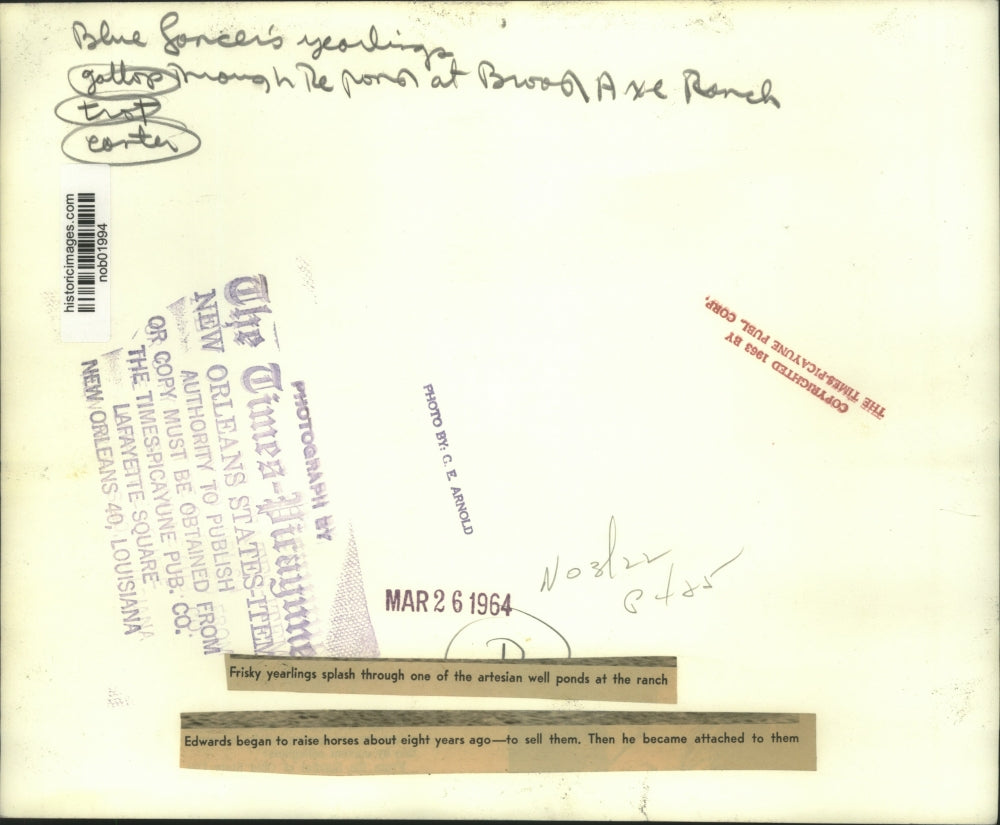 Blue Lancer's yearlings
gallop through the pond at Broad Axe Ranch
trot
canter
historicimages.com
nob01994
The Times-Picayune
NEW ORLEANS STATES-ITEM
AUTHORITY TO PUBLISH
OR COPY MUST BE OBTAINED FROM
THE TIMES-PICAYUNE PUB. CO.
LAFAYETTE SQUARE
NEW ORLEANS 40, LOUISIANA
PHOTOGRAPH BY
PHOTO BY: G. E. ARNOLD
COPYRIGHTED 1963 BY
THE TIMES-PICAYUNE PUBL. CORP.
MAR 26 1964
D
Frisky yearlings splash through one of the artesian well ponds at the ranch
Edwards began to raise horses about eight years ago—to sell them. Then he became attached to them